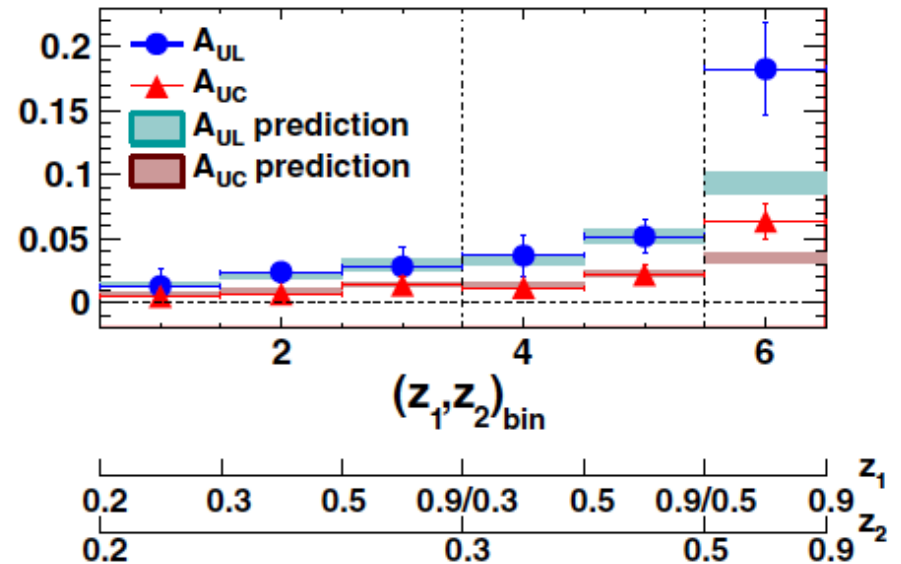 0.2
0.15
0.1
0.05
0
A_UL
A_UC
A_UL prediction
A_UC prediction
2 4 6
(z_1,z_2)_bin
z_1
0.2 0.3 0.5 0.9/0.3 0.5 0.9/0.5 0.9
z_2
0.2 0.3 0.5 0.9